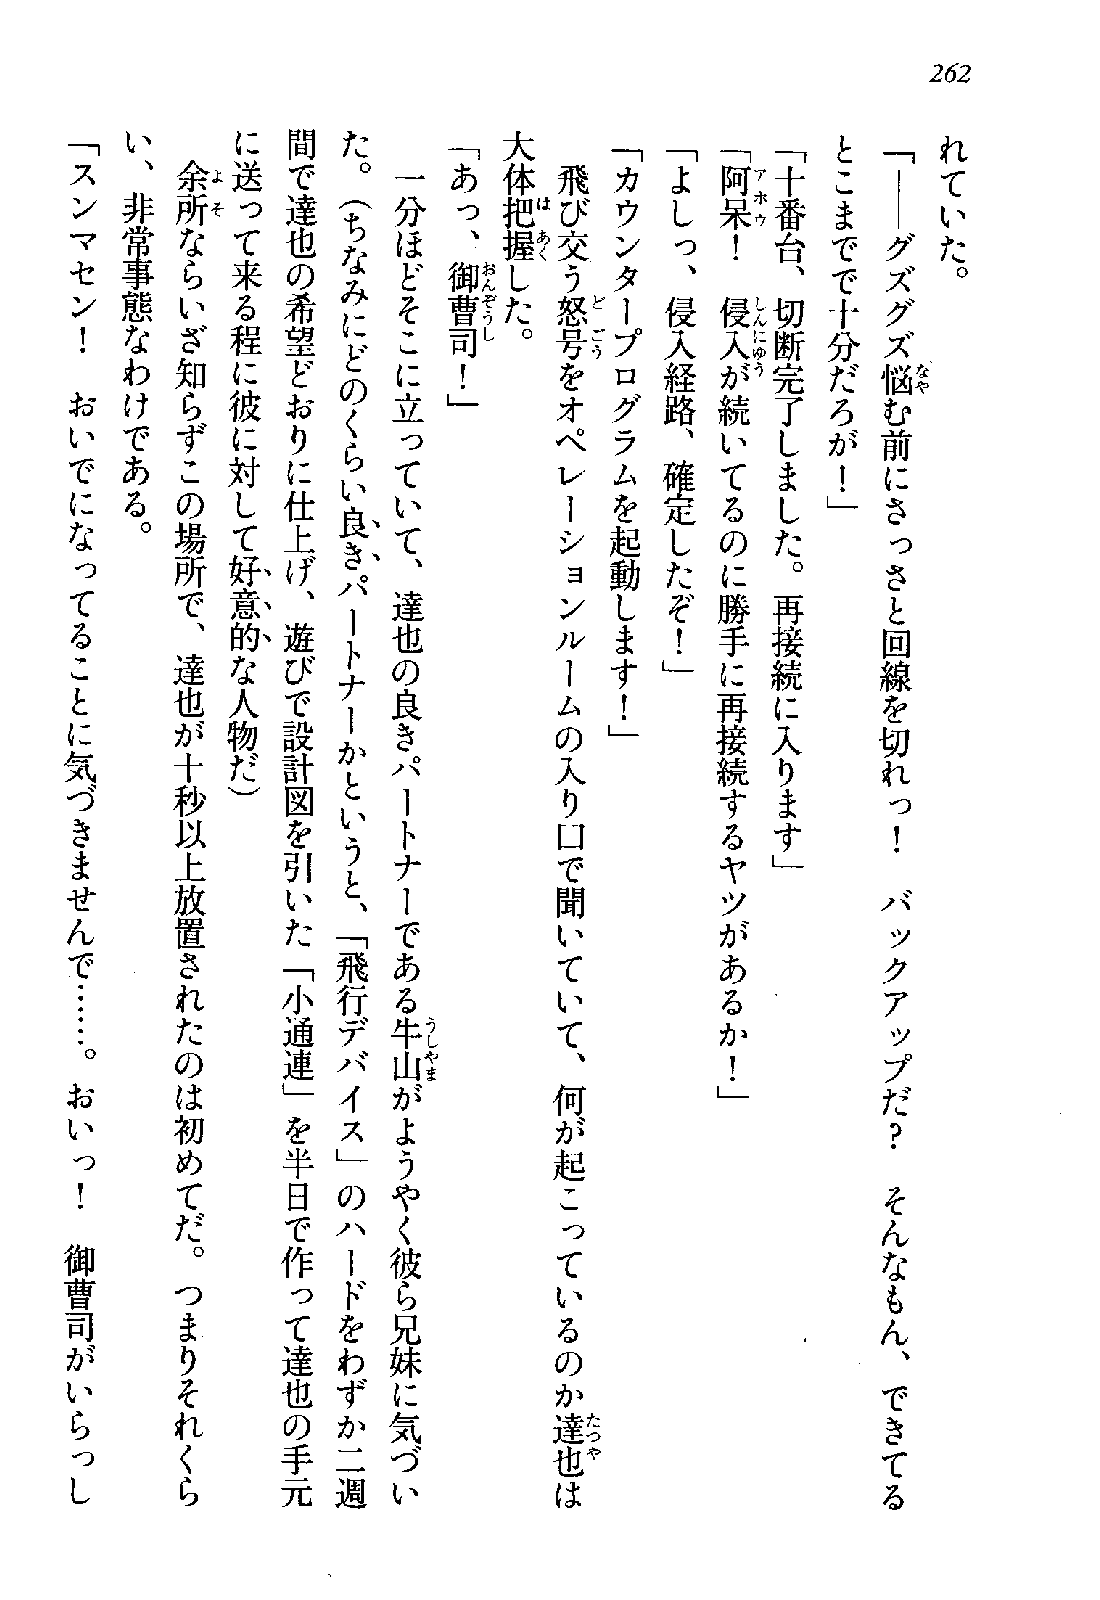 262
れていた。
「――グズグズ悩む前にさっさと回線を切れっ！　バックアップだ？　そんなもん、できてる
とこまでで十分だろが！」
「十番台、切断完了しました。再接続に入ります」
「阿呆！　侵入が続いてるのに勝手に再接続するヤツがあるか！」
「よしっ、侵入経路、確定したぞ！」
「カウンタープログラムを起動します！」
　飛び交う怒号をオペレーションルームの入り口で聞いていて、何が起こっているのか達也は
大体把握した。
「あっ、御曹司！」
　一分ほどそこに立っていて、達也の良きパートナーである牛山がようやく彼ら兄妹に気づい
た。（ちなみにどのくらい良きパートナーかというと、「飛行デバイス」のハードをわずか二週
間で達也の希望どおりに仕上げ、遊びで設計図を引いた「小通連」を半日で作って達也の手元
に送って来る程に彼に対して好意的な人物だ）
　余所ならいざ知らずこの場所で、達也が十秒以上放置されたのは初めてだ。つまりそれくら
い、非常事態なわけである。
「スンマセン！　おいでになってることに気づきませんで……。おいっ！　御曹司がいらっし